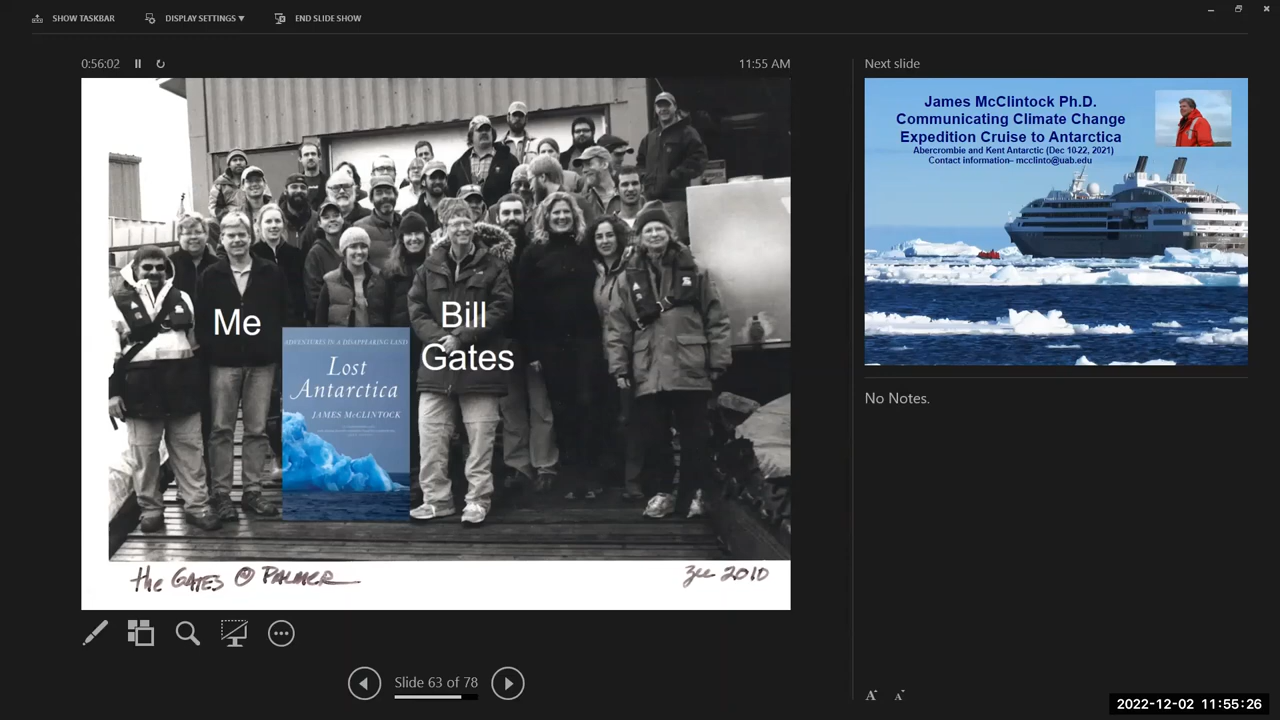 SHOW TASKBAR
DISPLAY SETTINGS ▼
END SLIDE SHOW
0:56:02
11:55 AM
Me
Bill
Gates
ADVENTURES IN A DISAPPEARING LAND
Lost
Antarctica
JAMES McCLINTOCK
the GATES @ PALMER
2010
Slide 63 of 78
Next slide
James McClintock Ph.D.
Communicating Climate Change
Expedition Cruise to Antarctica
Abercrombie and Kent Antarctic (Dec 10-22, 2021)
Contact information– mcclinto@uab.edu
No Notes.
A A
2022-12-02 11:55:26